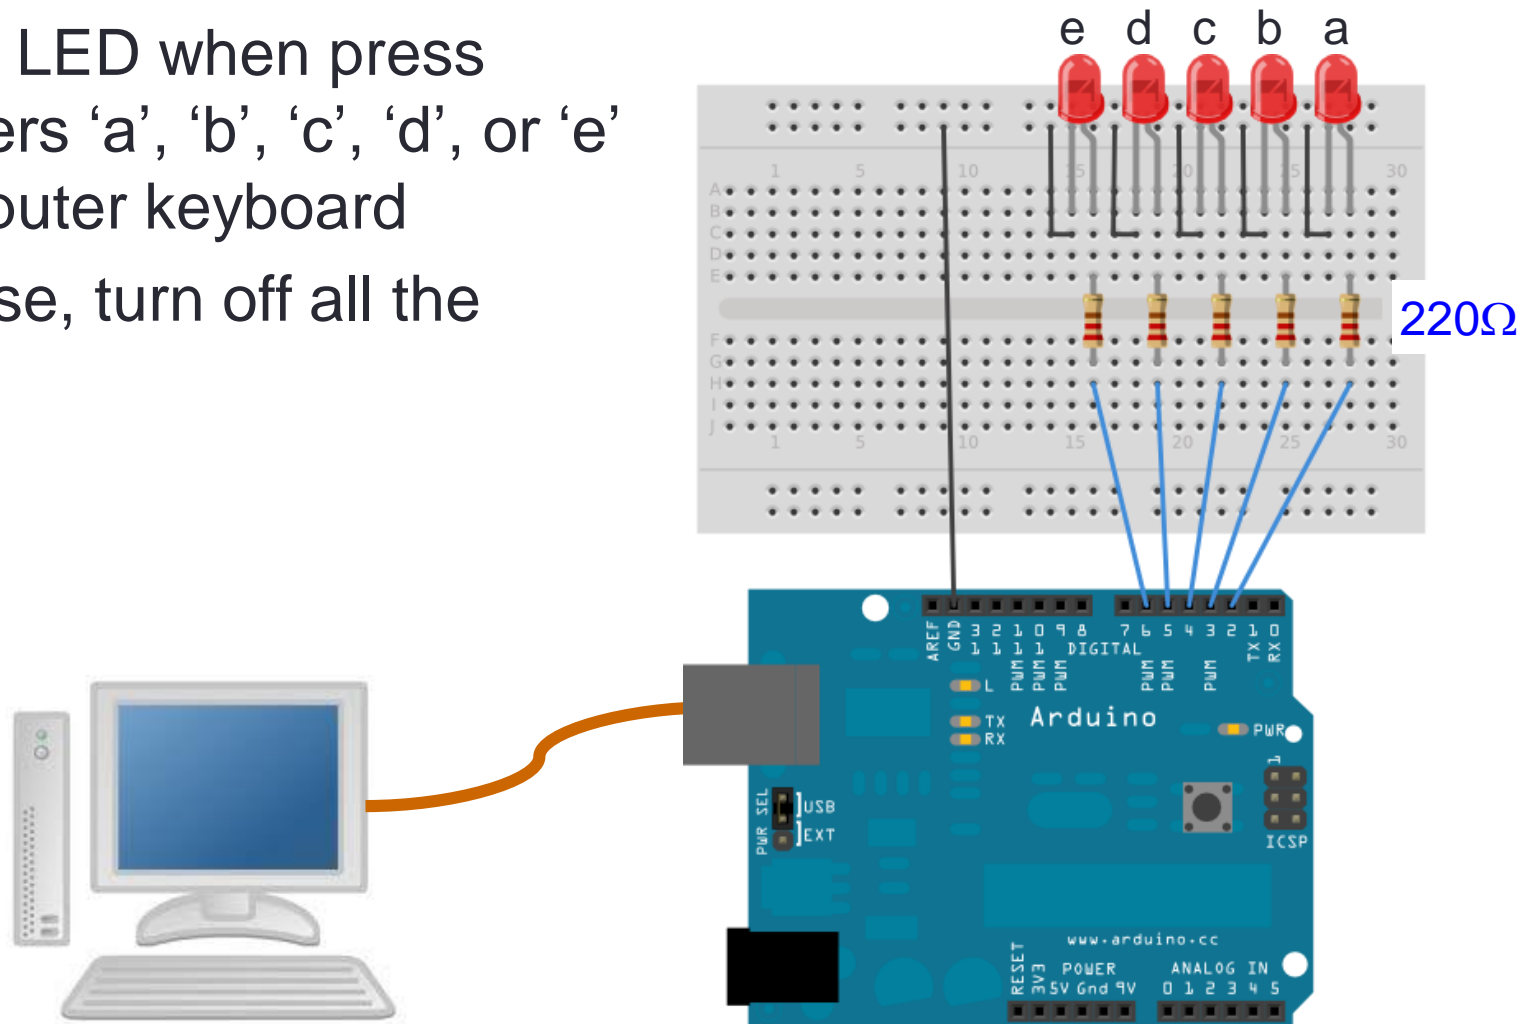 LED when press
ers ‘a’, ‘b’, ‘c’, ‘d’, or ‘e’
outer keyboard
se, turn off all the
e d c b a
1 5 10 15 20 25 30
A
B
C
D
E
220Ω
F
G
H
I
J
1 5 10 15 20 25 30
AREF
GND
13 12 11 10 9 8
7 6 5 4 3 2
TX 1
RX 0
DIGITAL
PWM PWM PWM
PWM PWM PWM
L
TX
RX
Arduino
PWR
1
ICSP
PWR SEL
USB
EXT
www.arduino.cc
RESET
3V3
POWER
5V Gnd 9V
ANALOG IN
0 1 2 3 4 5